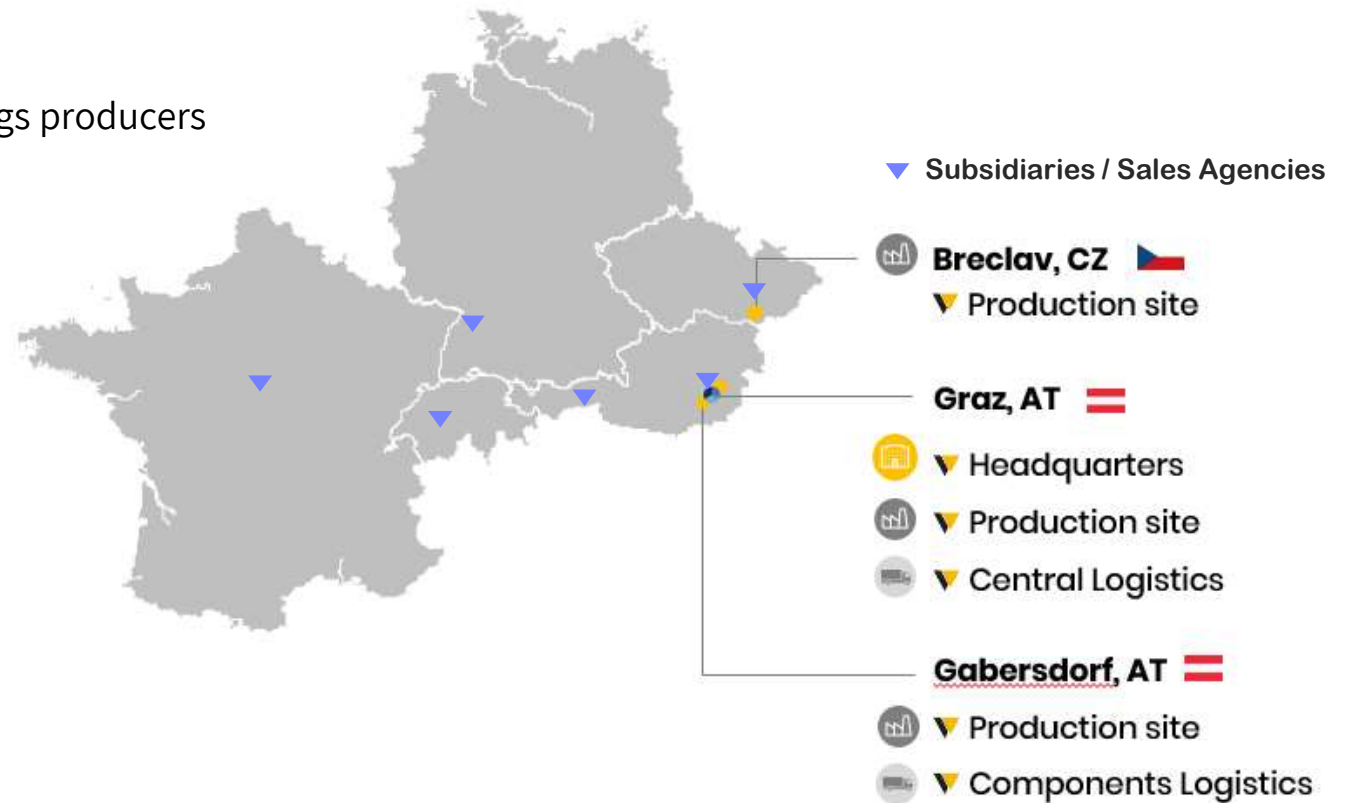 gs producers
Subsidiaries / Sales Agencies
Breclav, CZ
Production site
Graz, AT
Headquarters
Production site
Central Logistics
Gabersdorf, AT
Production site
Components Logistics